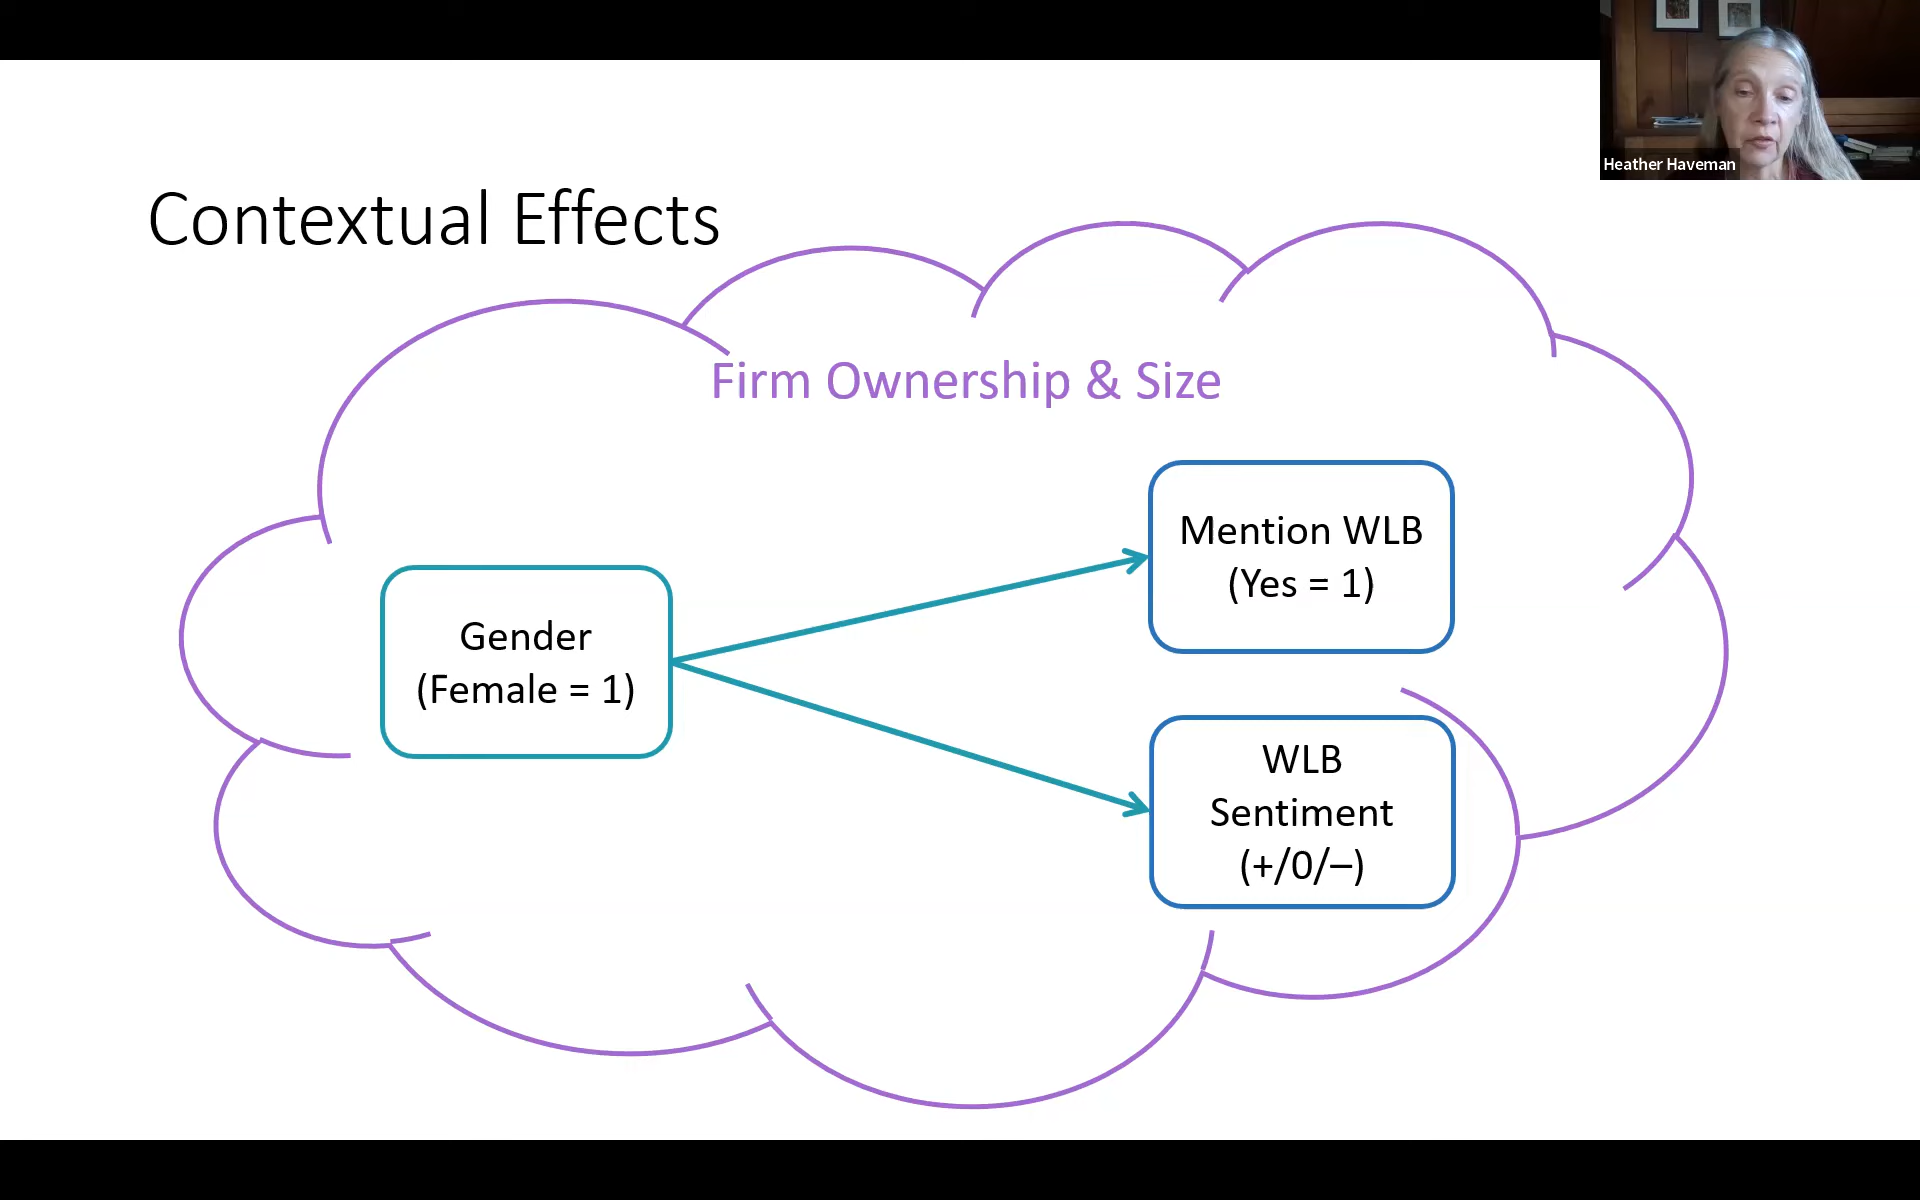 Heather Haveman
Contextual Effects
Firm Ownership & Size
Mention WLB
(Yes = 1)
Gender
(Female = 1)
WLB
Sentiment
(+/0/–)